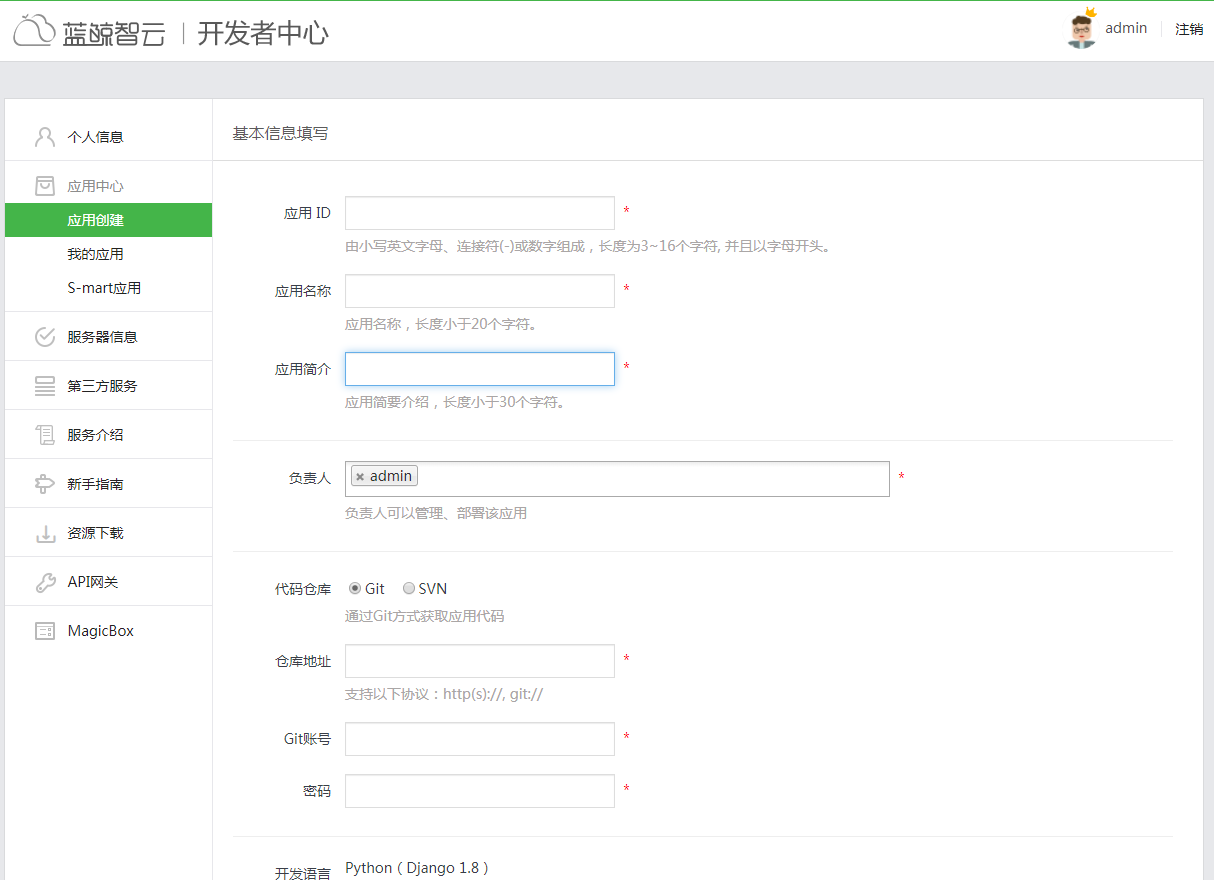 蓝鲸智云 | 开发者中心
admin
注销
个人信息
应用中心
应用创建
我的应用
S-mart应用
服务器信息
第三方服务
服务介绍
新手指南
资源下载
API网关
MagicBox
基本信息填写
应用 ID *
由小写英文字母、连接符(-)或数字组成，长度为3~16个字符, 并且以字母开头。
应用名称 *
应用名称，长度小于20个字符。
应用简介 *
应用简要介绍，长度小于30个字符。
负责人 × admin *
负责人可以管理、部署该应用
代码仓库 Git SVN
通过Git方式获取应用代码
仓库地址 *
支持以下协议：http(s)://, git://
Git账号 *
密码 *
开发语言 Python（Django 1.8）